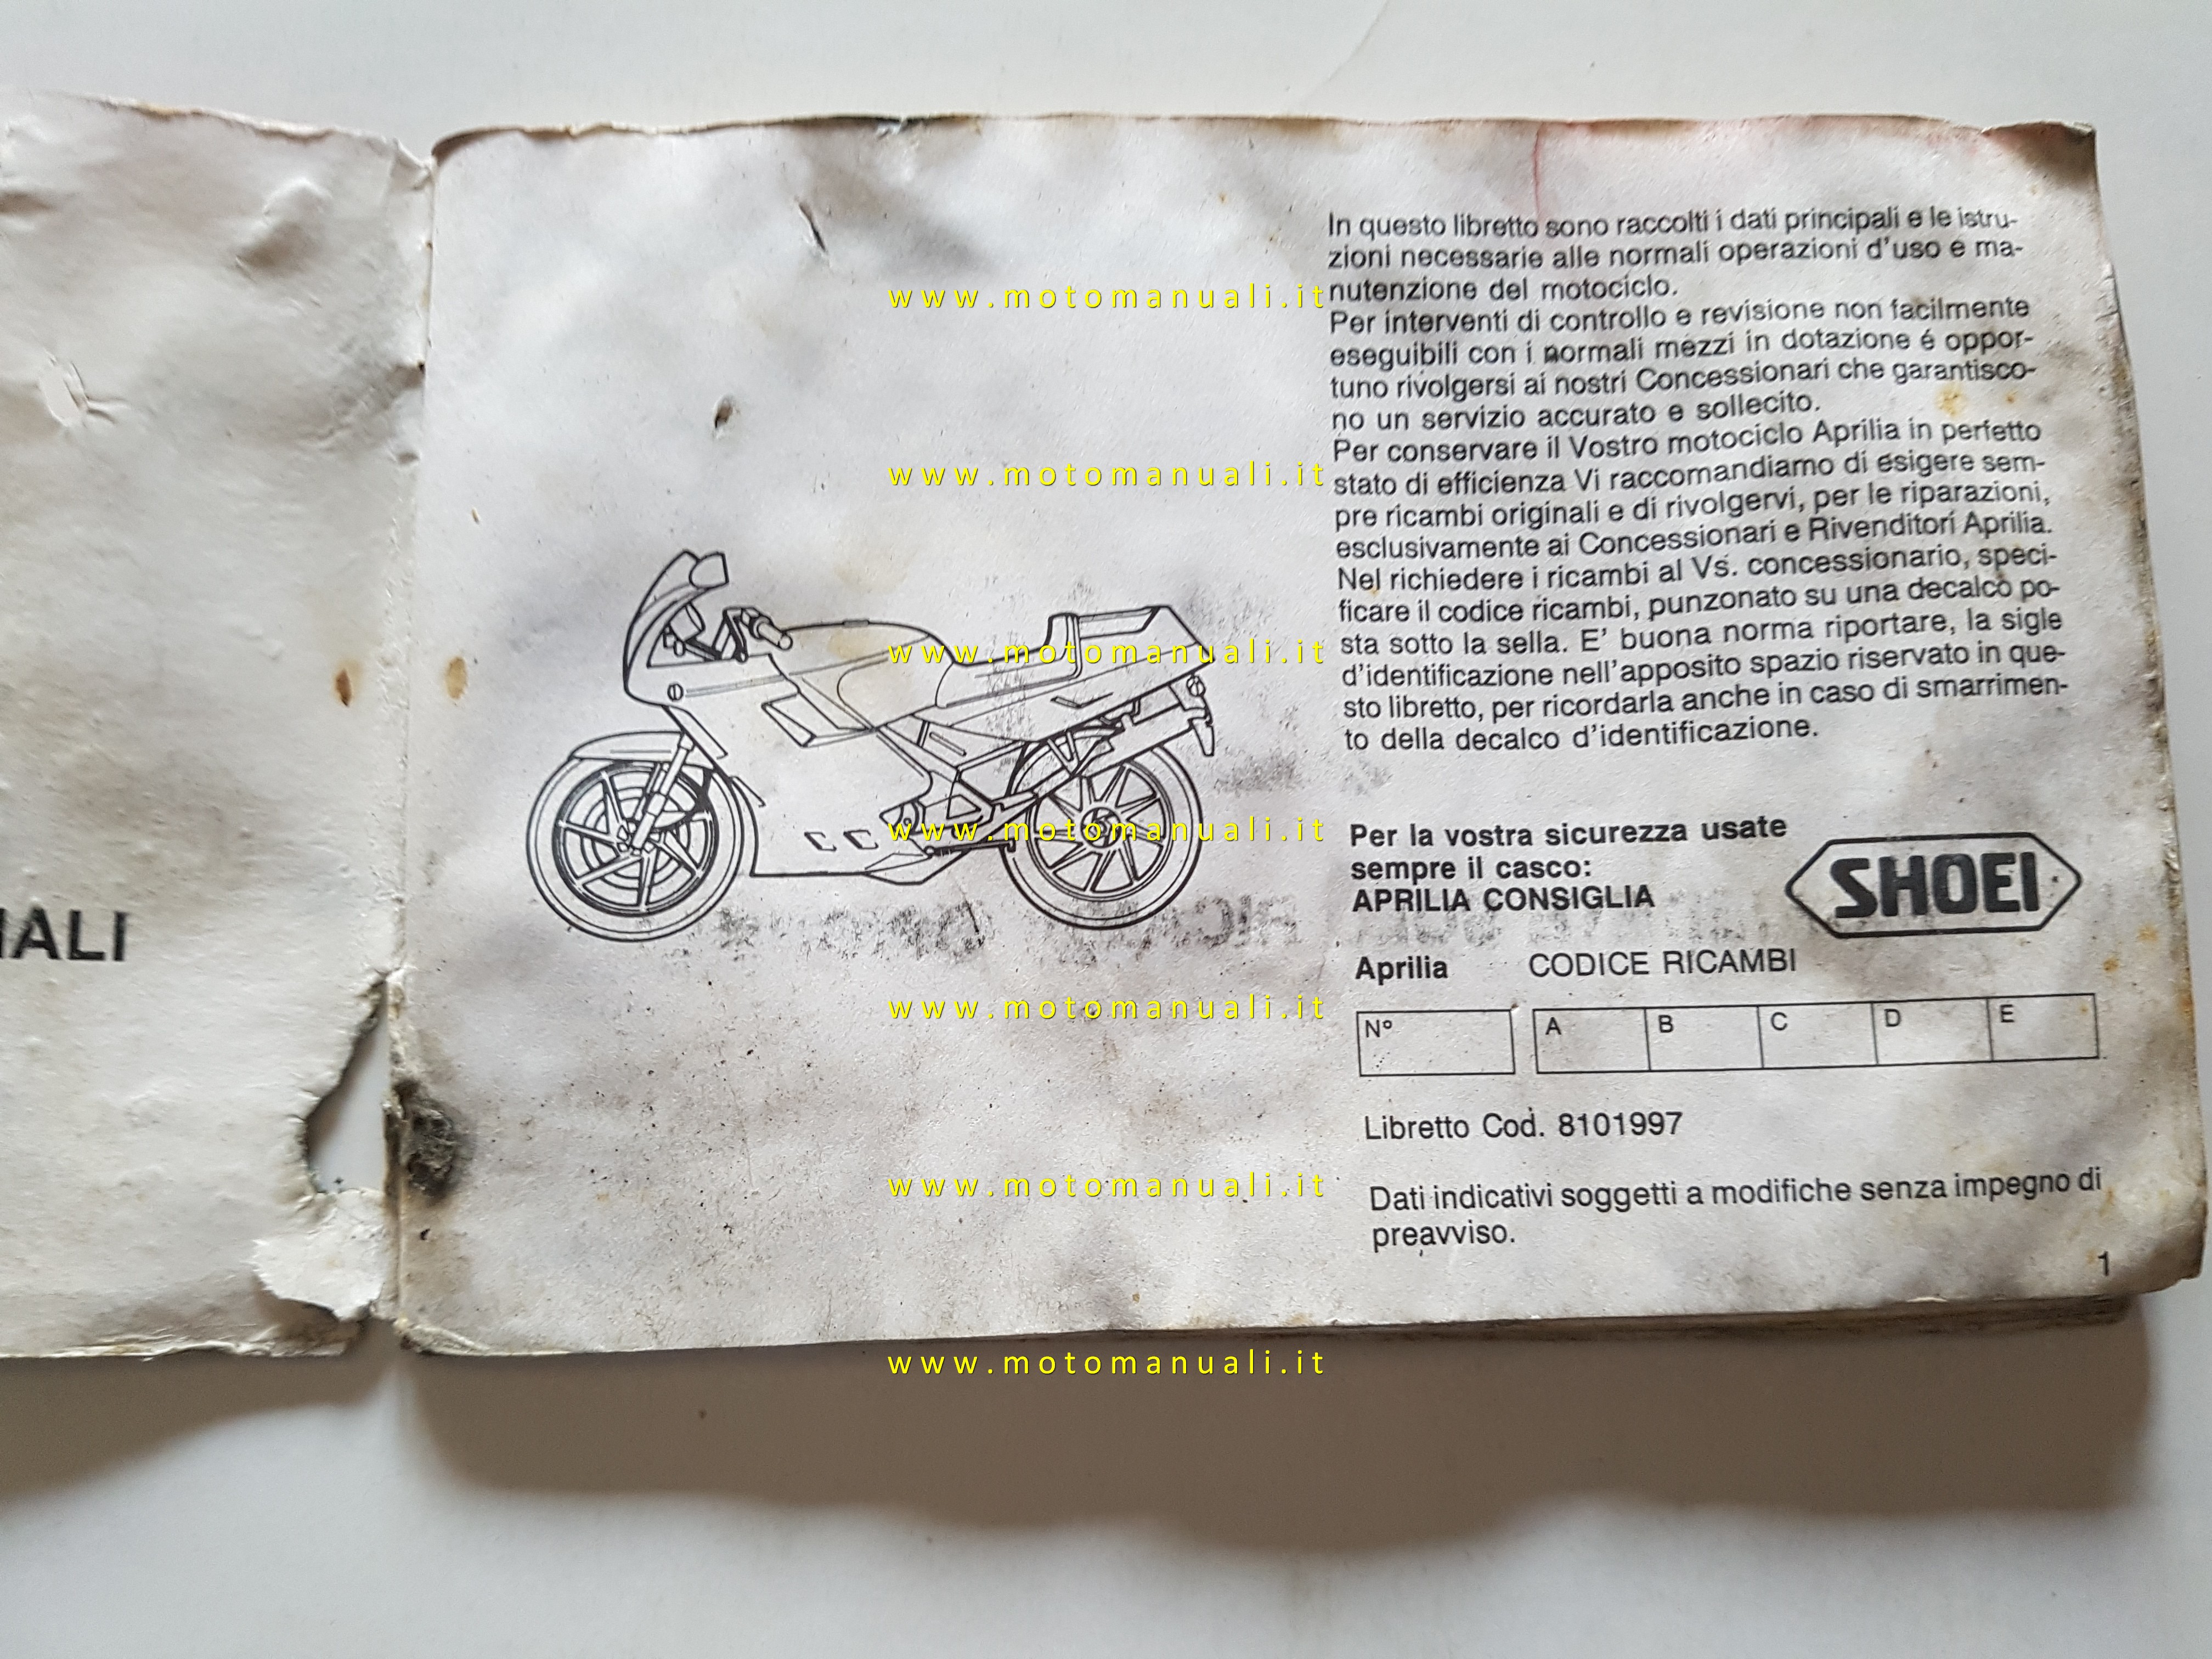 IALI
In questo libretto sono raccolti i dati principali e le istru-
zioni necessarie alle normali operazioni d'uso e ma-
nutenzione del motociclo.
Per interventi di controllo e revisione non facilmente
eseguibili con i normali mezzi in dotazione é oppor-
tuno rivolgersi ai nostri Concessionari che garantisco-
no un servizio accurato e sollecito.
Per conservare il Vostro motociclo Aprilia in perfetto
stato di efficienza Vi raccomandiamo di esigere sem-
pre ricambi originali e di rivolgervi, per le riparazioni,
esclusivamente ai Concessionari e Rivenditori Aprilia.
Nel richiedere i ricambi al Vs. concessionario, speci-
ficare il codice ricambi, punzonato su una decalco po-
sta sotto la sella. E' buona norma riportare, la sigle
d'identificazione nell'apposito spazio riservato in que-
sto libretto, per ricordarla anche in caso di smarrimen-
to della decalco d'identificazione.
Per la vostra sicurezza usate
sempre il casco:
APRILIA CONSIGLIA
SHOEI
Aprilia CODICE RICAMBI
Nº A B C D E
Libretto Cod. 8101997
Dati indicativi soggetti a modifiche senza impegno di
preavviso.
1
www.motomanuali.it
www.motomanuali.it
www.motomanuali.it
www.motomanuali.it
www.motomanuali.it
www.motomanuali.it
www.motomanuali.it